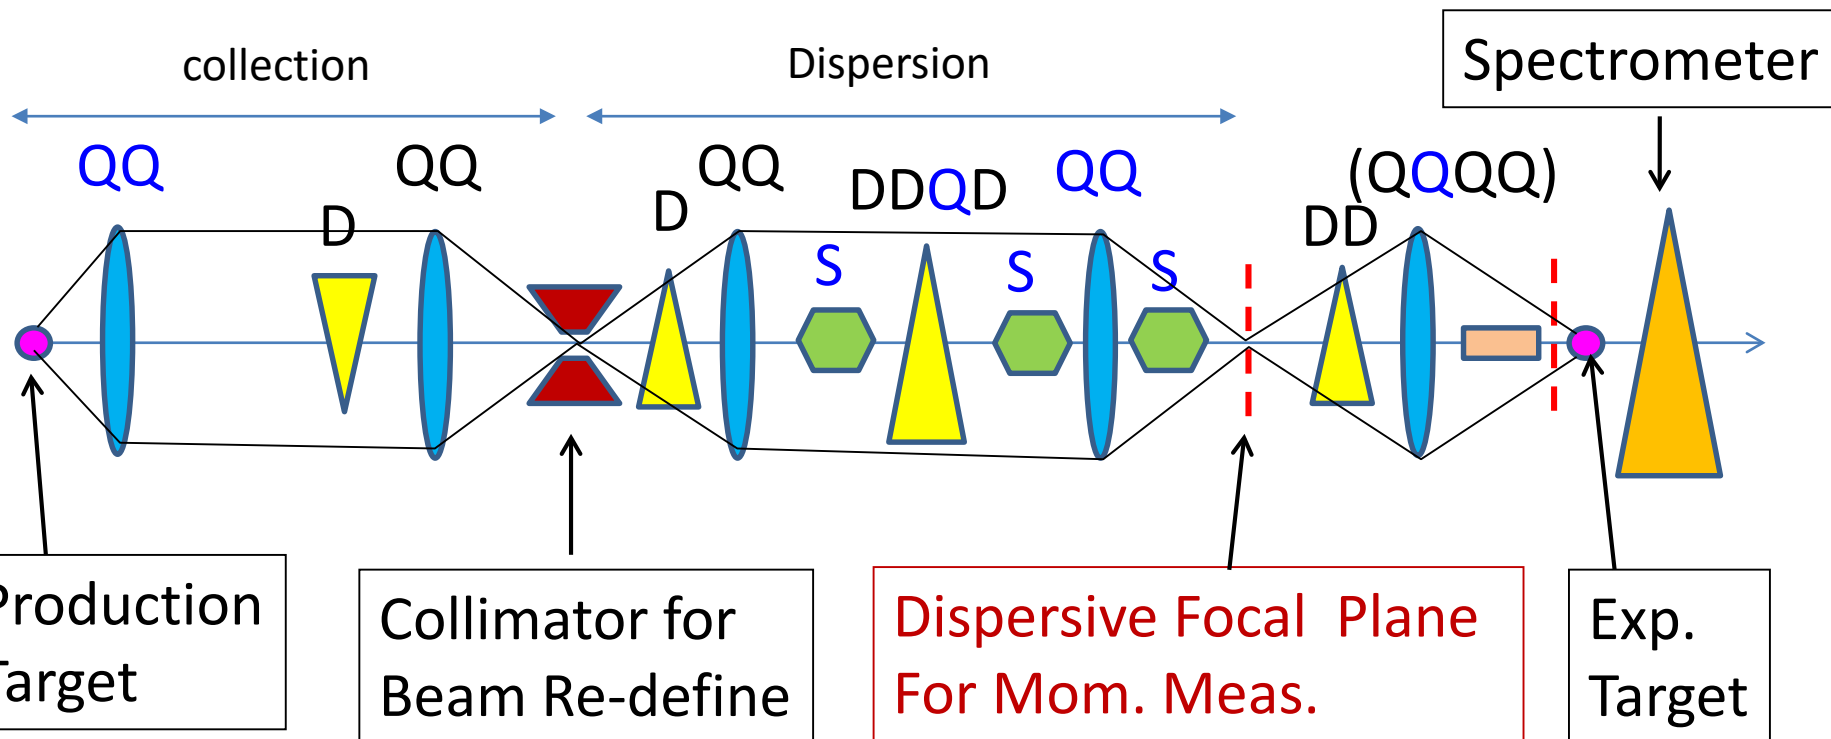 collection
Dispersion
Spectrometer
QQ
QQ
QQ
DDQD
QQ
(QQQQ)
D
D
DD
S
S
S
Production
Target
Collimator for
Beam Re-define
Dispersive Focal Plane
For Mom. Meas.
Exp.
Target